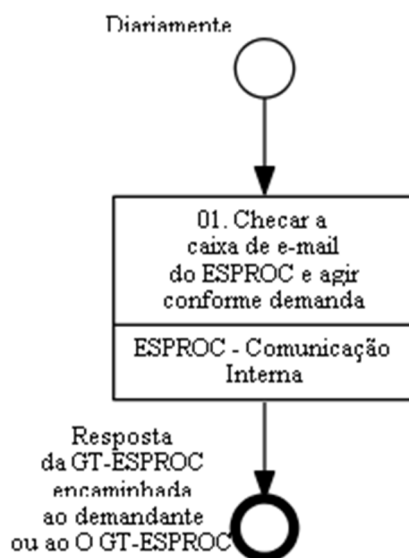 Diariamente
01. Checar a
caixa de e-mail
do ESPROC e agir
conforme demanda
ESPROC - Comunicação
Interna
Resposta
da GT-ESPROC
encaminhada
ao demandante
ou ao O GT-ESPROC